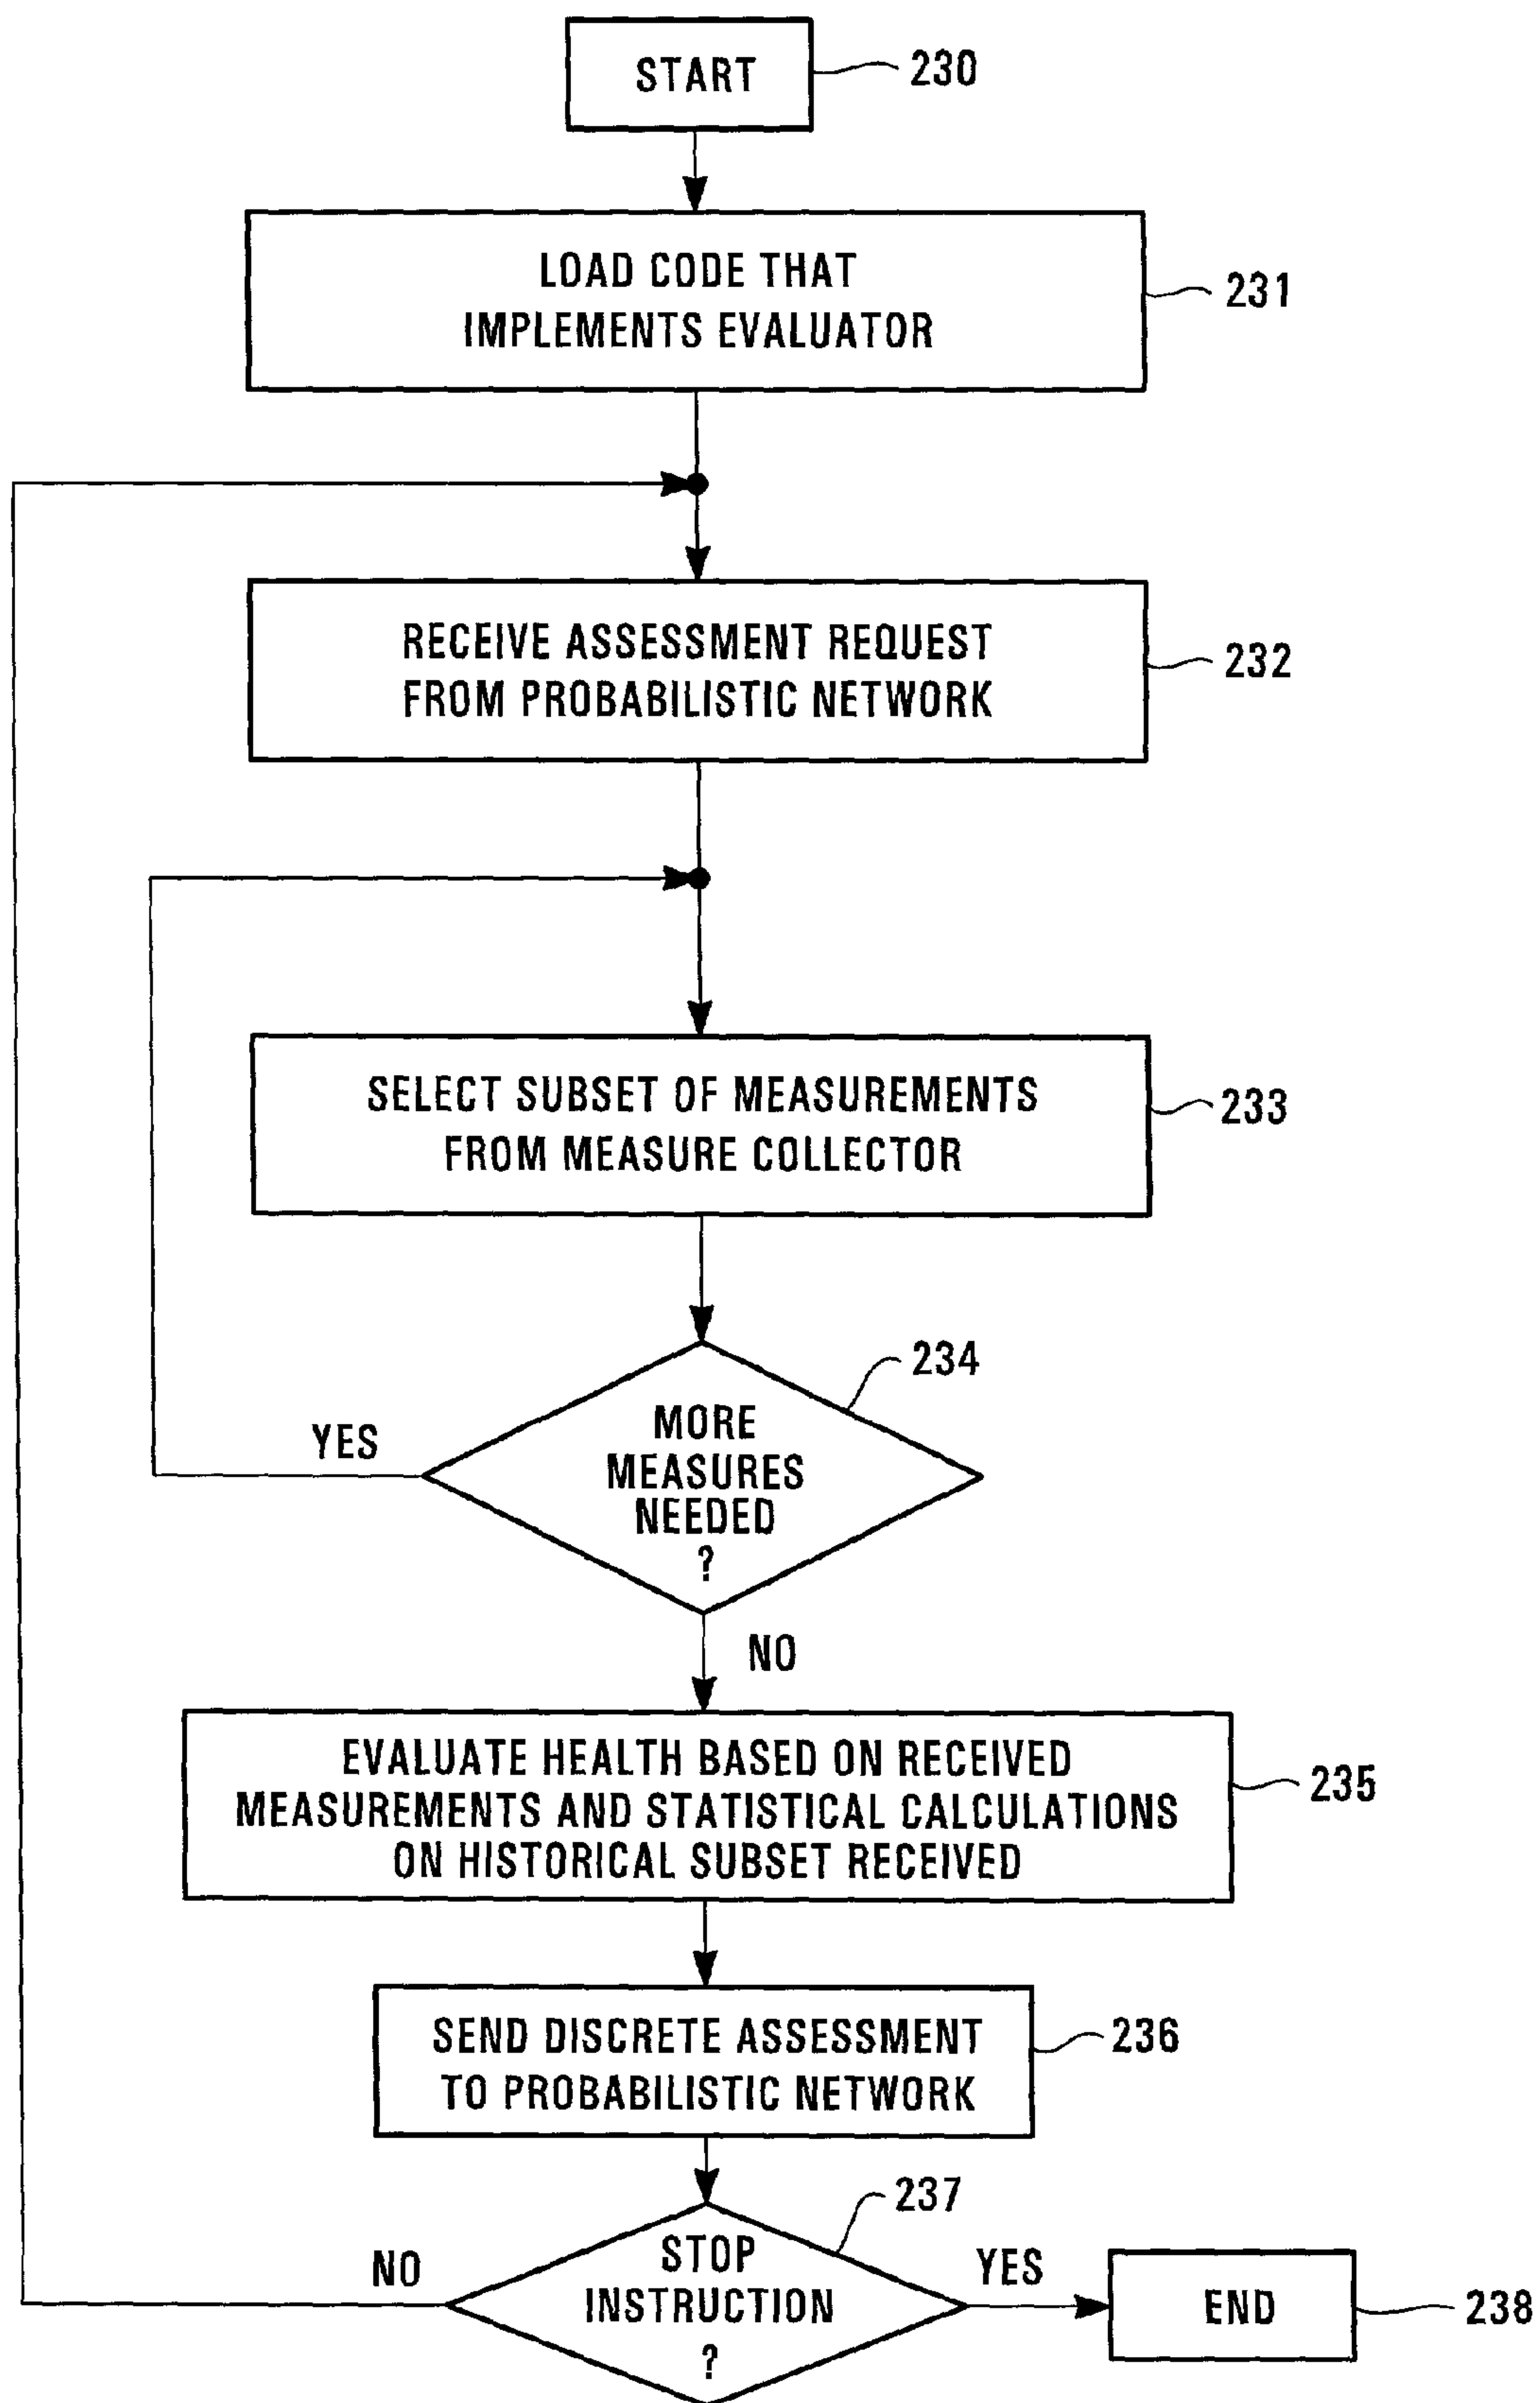 START
230
LOAD CODE THAT
IMPLEMENTS EVALUATOR
231
RECEIVE ASSESSMENT REQUEST
FROM PROBABILISTIC NETWORK
232
SELECT SUBSET OF MEASUREMENTS
FROM MEASURE COLLECTOR
233
234
MORE
MEASURES
NEEDED
?
YES
NO
EVALUATE HEALTH BASED ON RECEIVED
MEASUREMENTS AND STATISTICAL CALCULATIONS
ON HISTORICAL SUBSET RECEIVED
235
SEND DISCRETE ASSESSMENT
TO PROBABILISTIC NETWORK
236
237
STOP
INSTRUCTION
?
NO
YES
END
238